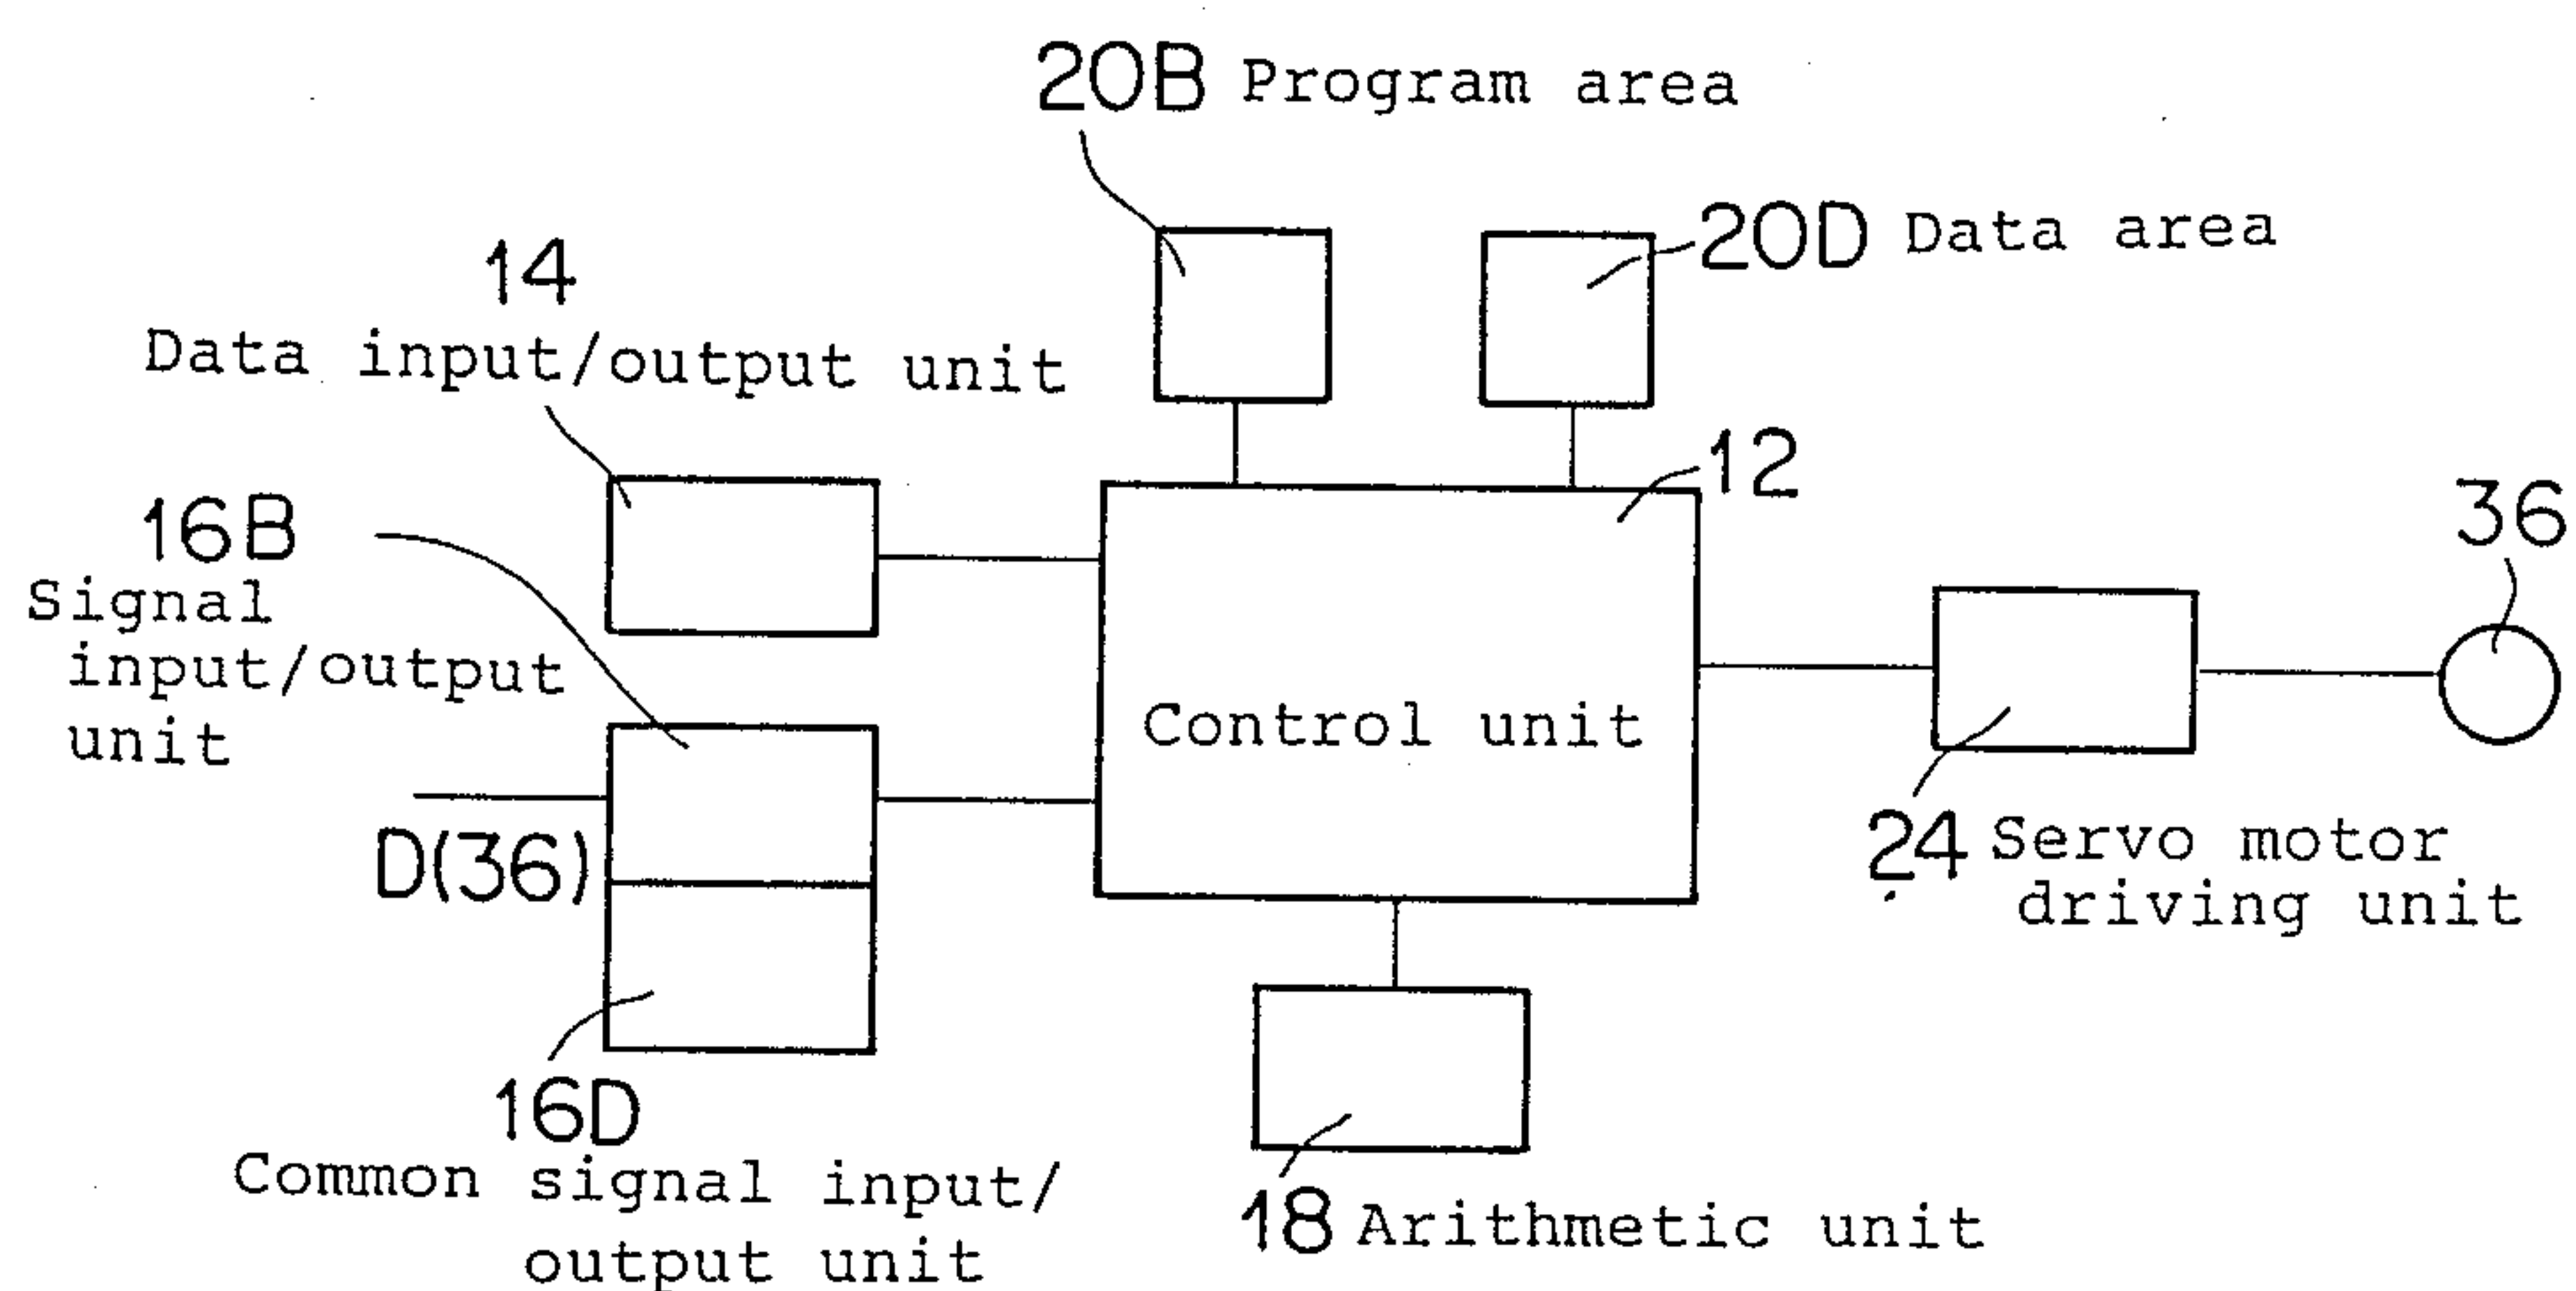 20B Program area
20D Data area
14
Data input/output unit
12
16B
Signal
input/output
unit
36
Control unit
D(36)
24 Servo motor
driving unit
16D
Common signal input/
output unit
18 Arithmetic unit